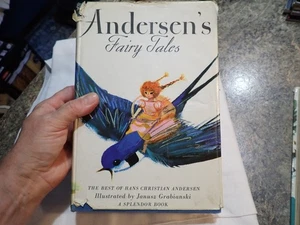 Andersen's
Fairy Tales
THE BEST OF HANS CHRISTIAN ANDERSEN
Illustrated by Janusz Grabianski
A SPLENDOR BOOK